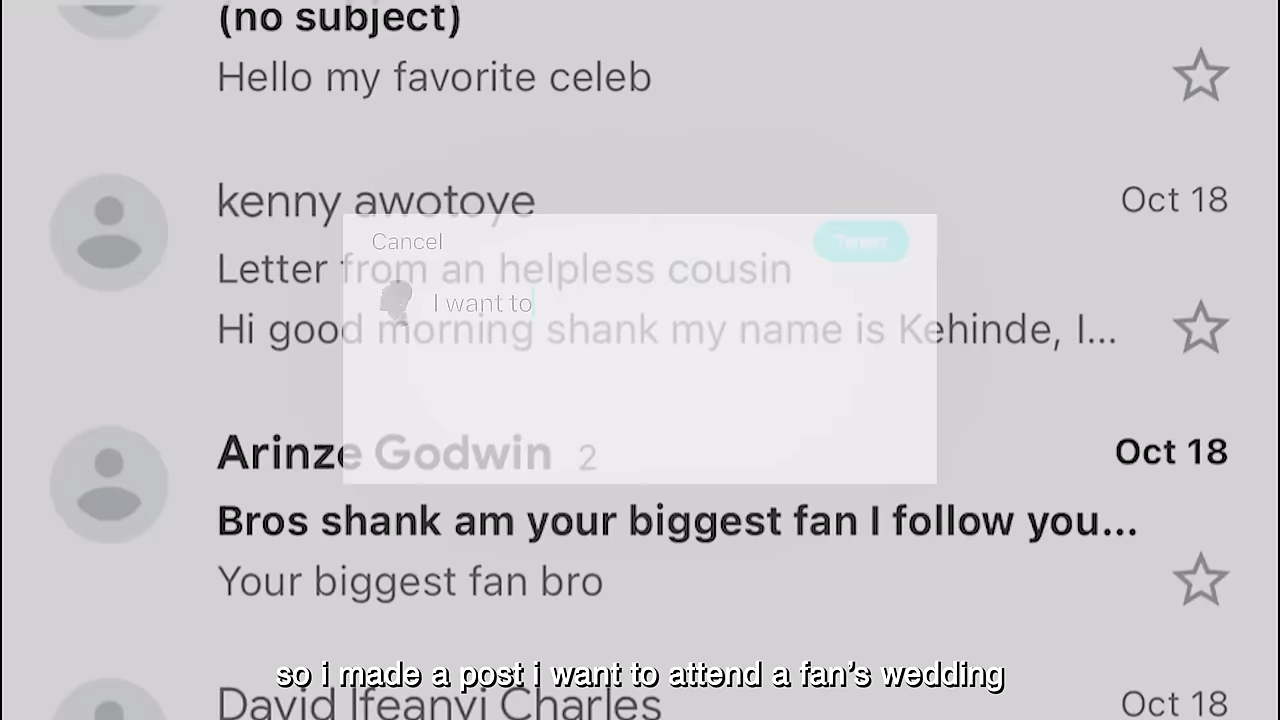 (no subject)
Hello my favorite celeb
kenny awotoye
Oct 18
Letter from an helpless cousin
Hi good morning shank my name is Kehinde, I...
Cancel
Tweet
I want to
Arinze Godwin 2
Oct 18
Bros shank am your biggest fan I follow you...
Your biggest fan bro
so i made a post i want to attend a fan's wedding
David Ifeanyi Charles
Oct 18